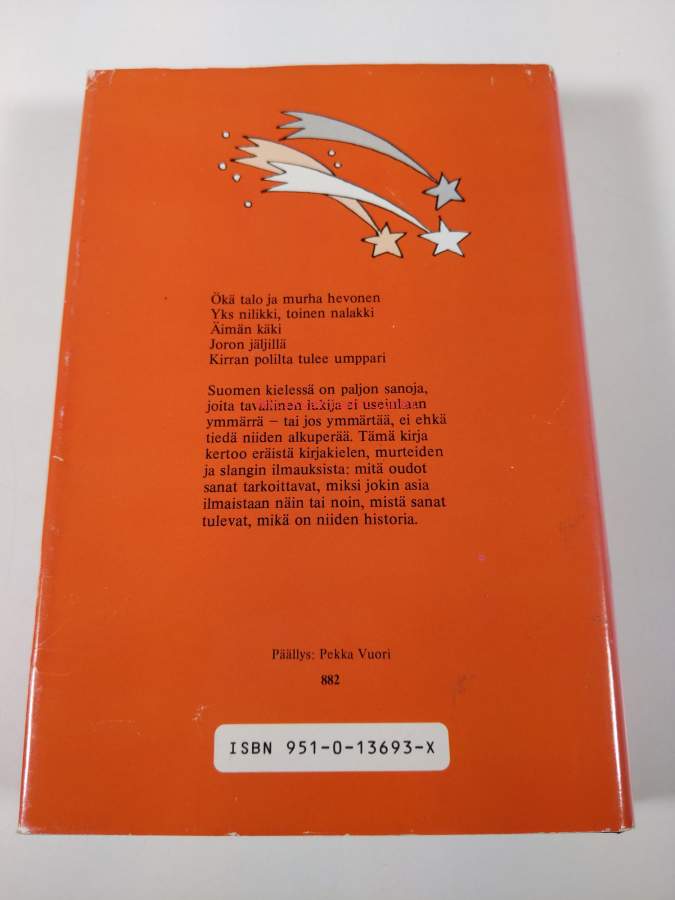 Ökä talo ja murha hevonen
Yks nilikki, toinen nalakki
Äimän käki
Joron jäljillä
Kirran polilta tulee umppari
Suomen kielessä on paljon sanoja,
joita tavallinen lukija ei useinkaan
ymmärrä – tai jos ymmärtää, ei ehkä
tiedä niiden alkuperää. Tämä kirja
kertoo eräistä kirjakielen, murteiden
ja slangin ilmauksista: mitä oudot
sanat tarkoittavat, miksi jokin asia
ilmaistaan näin tai noin, mistä sanat
tulevat, mikä on niiden historia.
Päällys: Pekka Vuori
882
ISBN 951-0-13693-X